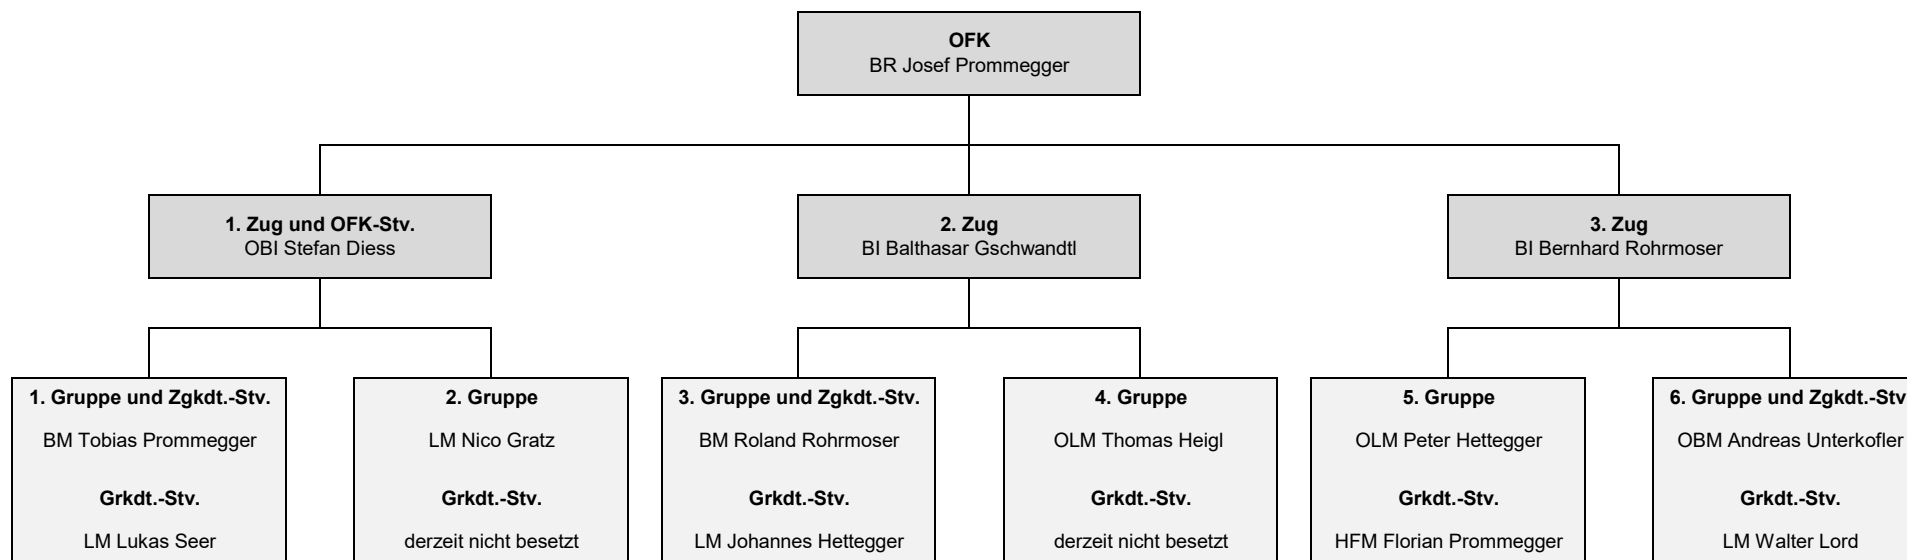 OFK
BR Josef Prommegger
1. Zug und OFK-Stv.
OBI Stefan Diess
2. Zug
BI Balthasar Gschwandtl
3. Zug
BI Bernhard Rohrmoser
1. Gruppe und Zgkdt.-Stv.
BM Tobias Prommegger
Grkdt.-Stv.
LM Lukas Seer
2. Gruppe
LM Nico Gratz
Grkdt.-Stv.
derzeit nicht besetzt
3. Gruppe und Zgkdt.-Stv.
BM Roland Rohrmoser
Grkdt.-Stv.
LM Johannes Hettegger
4. Gruppe
OLM Thomas Heigl
Grkdt.-Stv.
derzeit nicht besetzt
5. Gruppe
OLM Peter Hettegger
Grkdt.-Stv.
HFM Florian Prommegger
6. Gruppe und Zgkdt.-Stv
OBM Andreas Unterkofler
Grkdt.-Stv.
LM Walter Lord